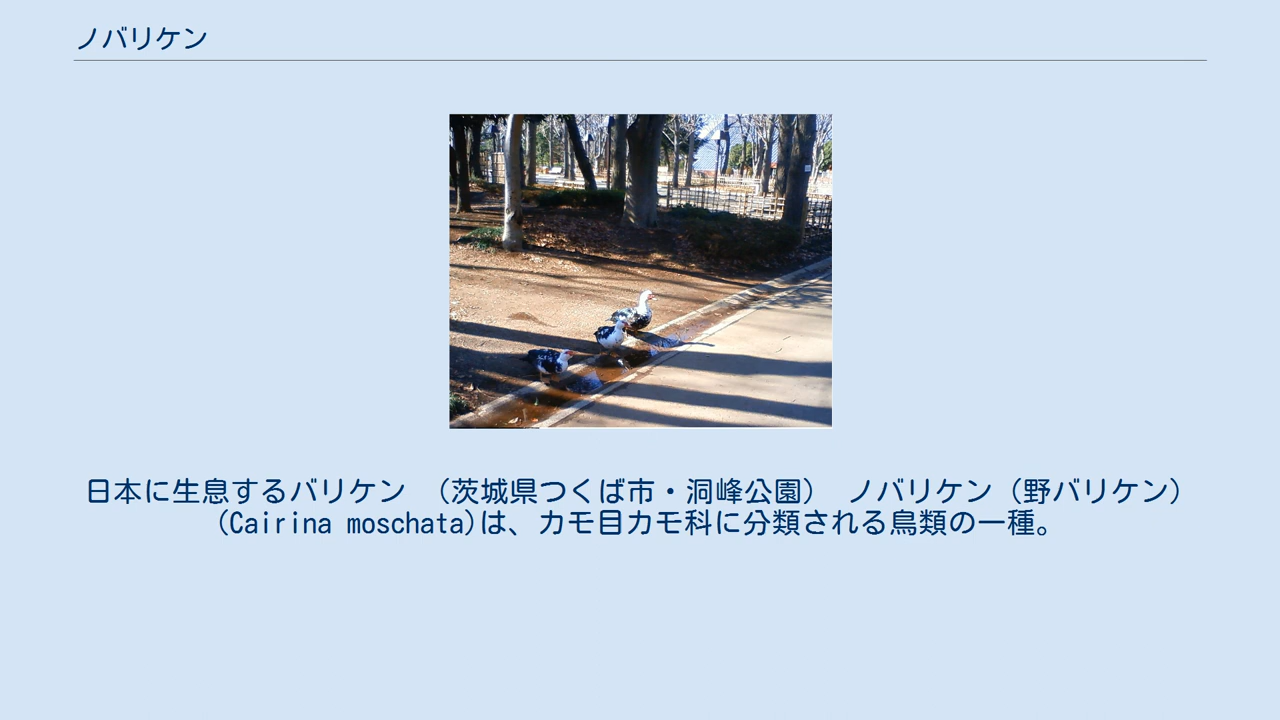 ノバリケン
日本に生息するバリケン （茨城県つくば市・洞峰公園） ノバリケン（野バリケン）
(Cairina moschata)は、カモ目カモ科に分類される鳥類の一種。